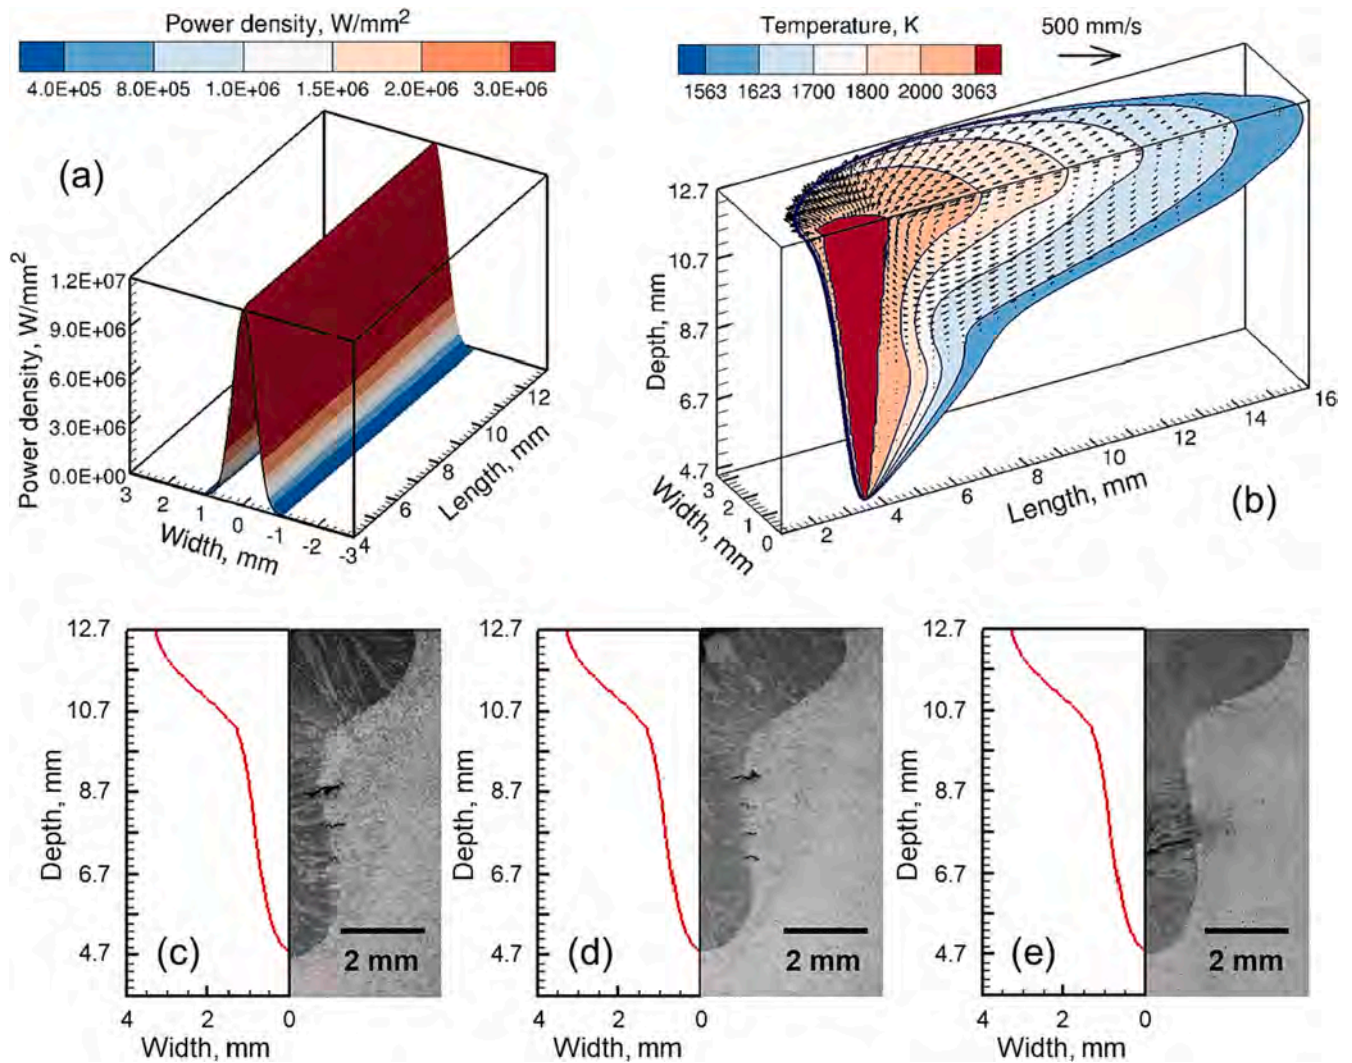 Power density, W/mm2
4.0E+05 8.0E+05 1.0E+06 1.5E+06 2.0E+06 3.0E+06
(a)
Power density, W/mm2
1.2E+07
9.0E+06
6.0E+06
3.0E+06
0.0E+00
3 2 1 0 -1 -2 -3
Width, mm
4 6 8 10 12
Length, mm
Temperature, K
500 mm/s
1563 1623 1700 1800 2000 3063
Depth, mm
12.7
10.7
8.7
6.7
4.7
3 2 1 0
Width, mm
2 4 6 8 10 12 14 16
Length, mm
(b)
Depth, mm
12.7
10.7
8.7
6.7
4.7
(c)
2 mm
4 2 0
Width, mm
Depth, mm
12.7
10.7
8.7
6.7
4.7
(d)
2 mm
4 2 0
Width, mm
Depth, mm
12.7
10.7
8.7
6.7
4.7
(e)
2 mm
4 2 0
Width, mm